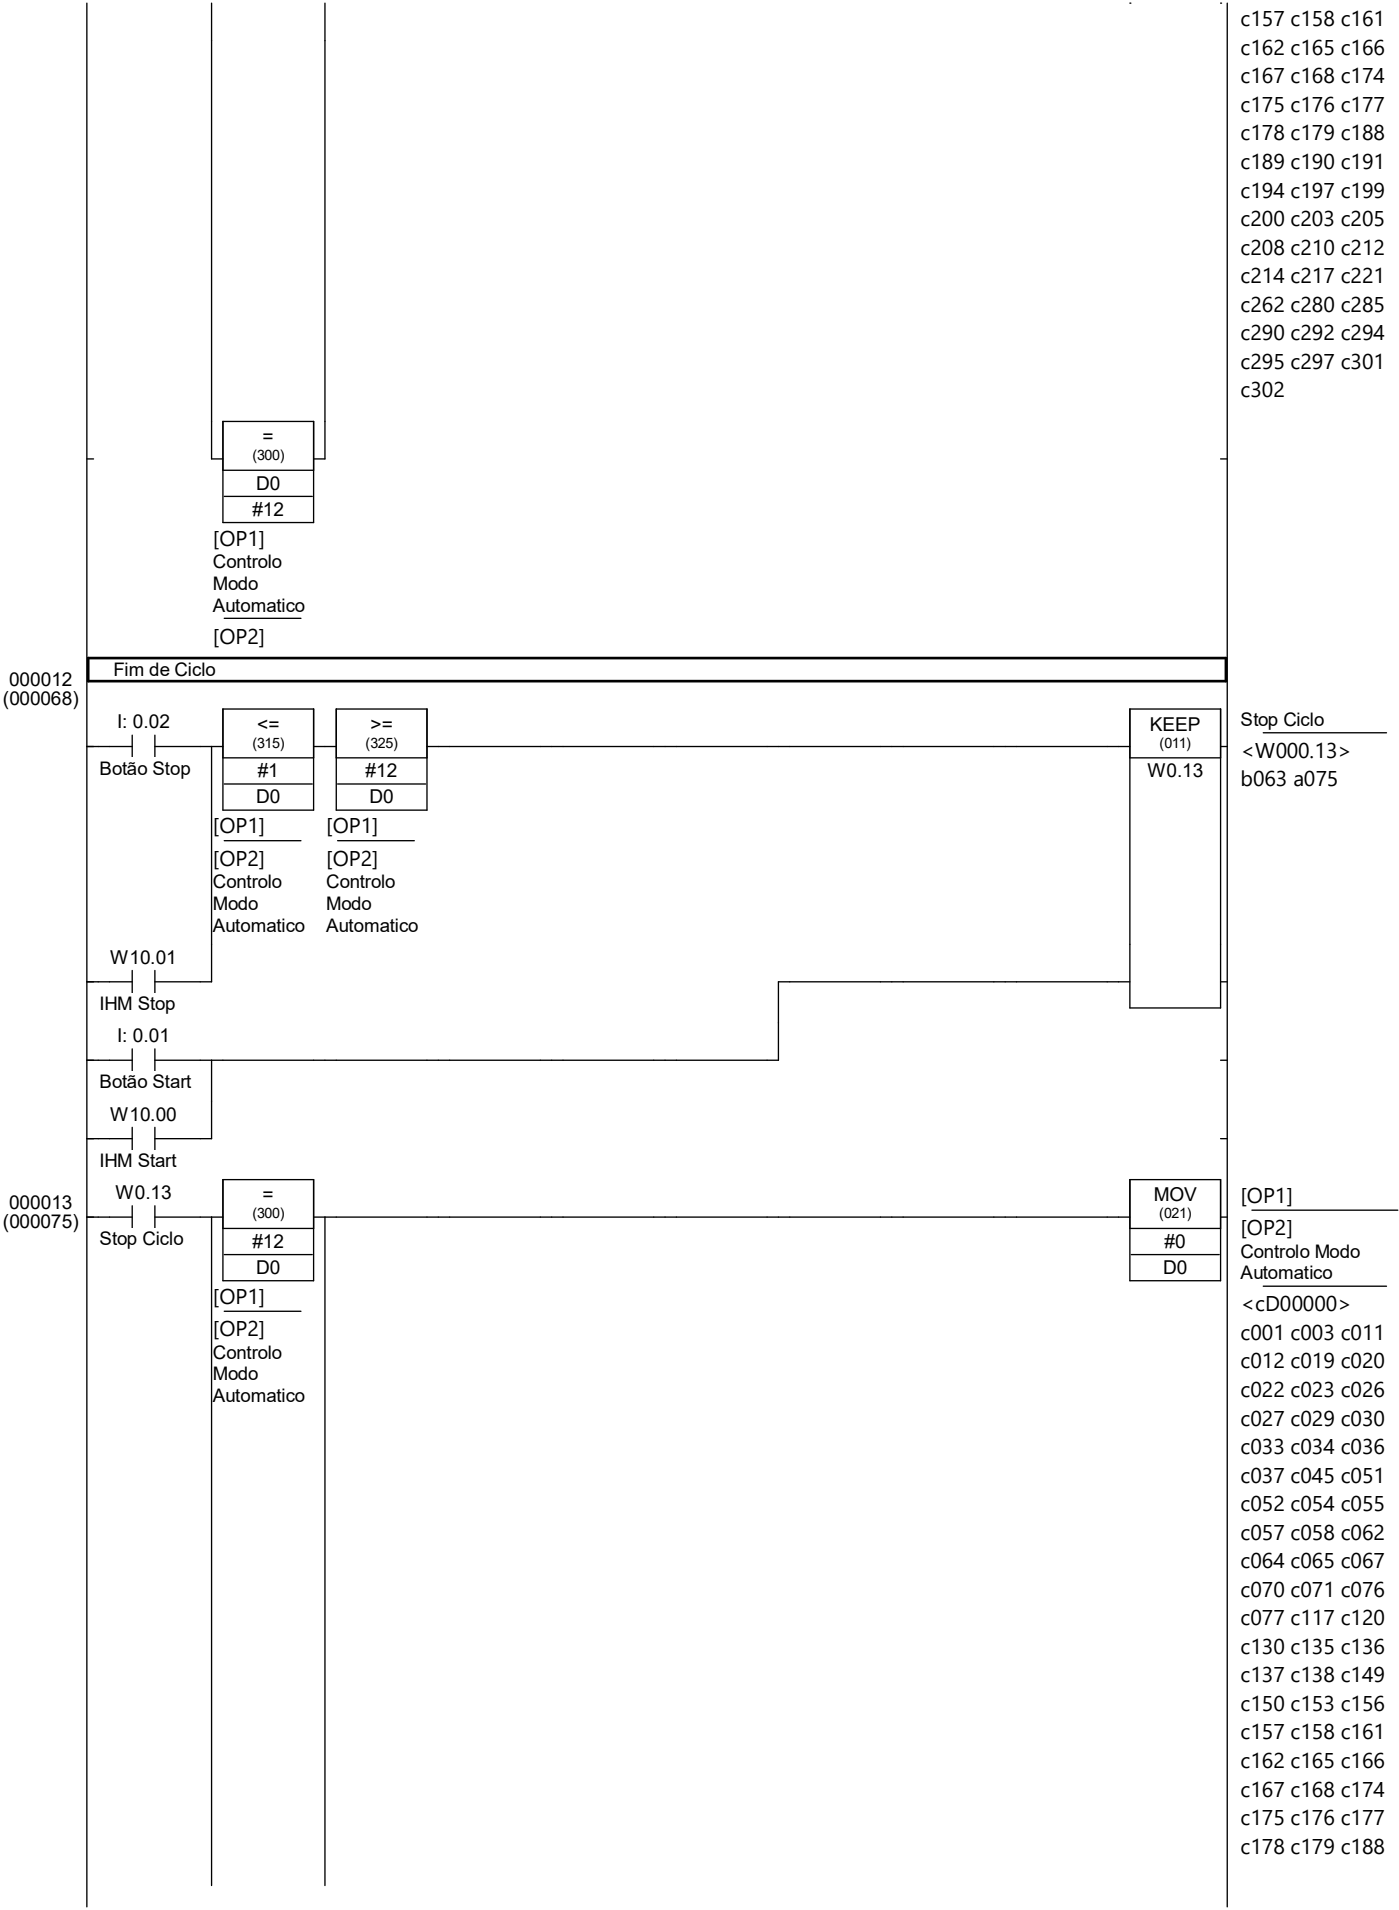 c157 c158 c161
c162 c165 c166
c167 c168 c174
c175 c176 c177
c178 c179 c188
c189 c190 c191
c194 c197 c199
c200 c203 c205
c208 c210 c212
c214 c217 c221
c262 c280 c285
c290 c292 c294
c295 c297 c301
c302
=
(300)
D0
#12
[OP1]
Controlo
Modo
Automatico
[OP2]
000012
(000068)
Fim de Ciclo
I: 0.02
Botão Stop
<=
(315)
#1
D0
[OP1]
[OP2]
Controlo
Modo
Automatico
>=
(325)
#12
D0
[OP1]
[OP2]
Controlo
Modo
Automatico
KEEP
(011)
W0.13
Stop Ciclo
<W000.13>
b063 a075
W10.01
IHM Stop
I: 0.01
Botão Start
W10.00
IHM Start
000013
(000075)
W0.13
Stop Ciclo
=
(300)
#12
D0
[OP1]
[OP2]
Controlo
Modo
Automatico
MOV
(021)
#0
D0
[OP1]
[OP2]
Controlo Modo
Automatico
<cD00000>
c001 c003 c011
c012 c019 c020
c022 c023 c026
c027 c029 c030
c033 c034 c036
c037 c045 c051
c052 c054 c055
c057 c058 c062
c064 c065 c067
c070 c071 c076
c077 c117 c120
c130 c135 c136
c137 c138 c149
c150 c153 c156
c157 c158 c161
c162 c165 c166
c167 c168 c174
c175 c176 c177
c178 c179 c188